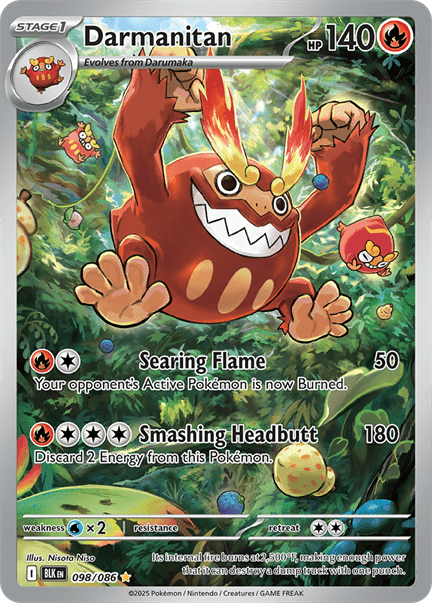 STAGE 1 Darmanitan HP 140
Evolves from Darumaka
Searing Flame 50
Your opponent's Active Pokémon is now Burned.
Smashing Headbutt 180
Discard 2 Energy from this Pokémon.
weakness ×2 resistance retreat
Illus. Nisota Niso
Its internal fire burns at 2,500°F, making enough power
that it can destroy a dump truck with one punch.
I BLK EN 098/086
©2025 Pokémon / Nintendo / Creatures / GAME FREAK